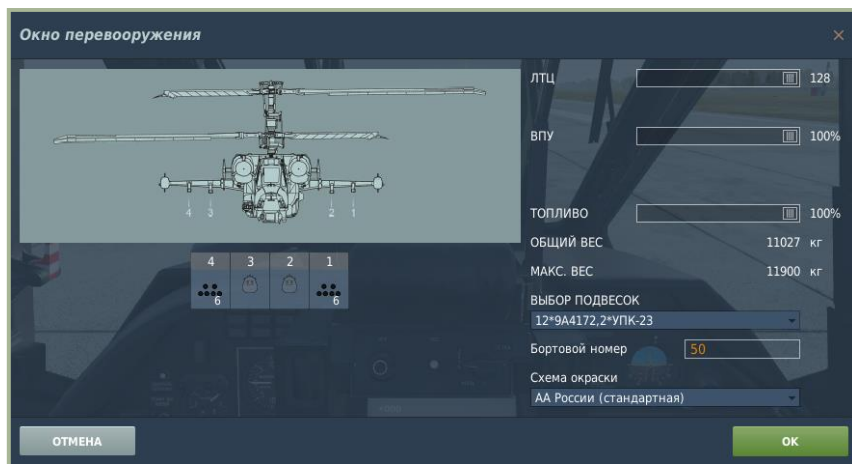 Окно перевооружения
ЛТЦ 128
ВПУ 100%
4 3 2 1
ТОПЛИВО 100%
ОБЩИЙ ВЕС 11027 кг
4 3 2 1
МАКС. ВЕС 11900 кг
6 6
ВЫБОР ПОДВЕСОК
12*9А4172,2*УПК-23
Бортовой номер 50
Схема окраски
АА России (стандартная)
ОТМЕНА OK